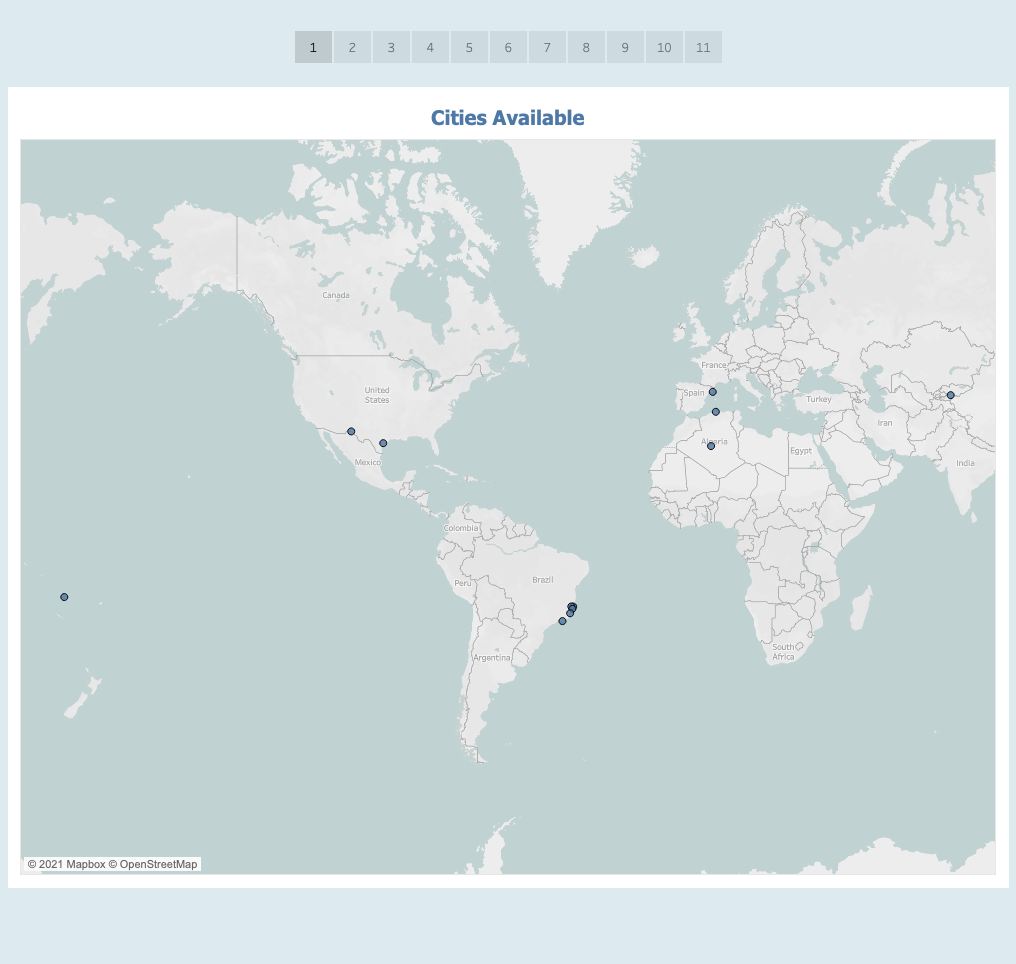 1 2 3 4 5 6 7 8 9 10 11
Cities Available
Canada
United
States
Mexico
France
Spain
Turkey
Algeria
Egypt
Iran
India
Colombia
Peru
Brazil
Argentina
South
Africa
© 2021 Mapbox © OpenStreetMap